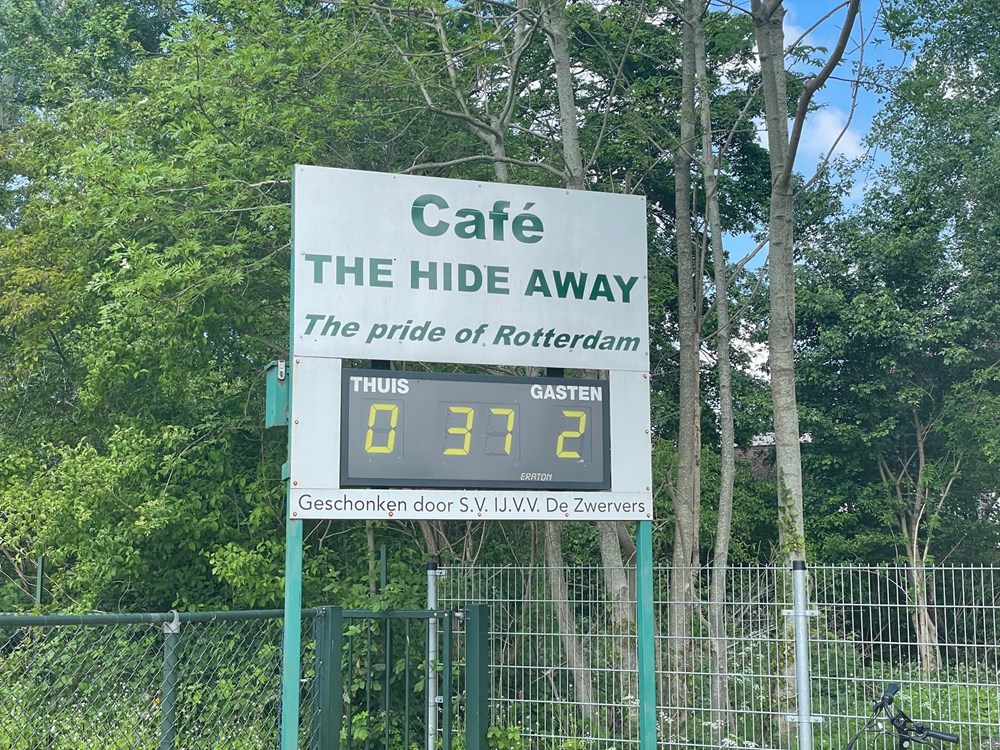 Café
THE HIDE AWAY
The pride of Rotterdam
THUIS GASTEN
0 37 2
ERATON
Geschonken door S.V. IJ.V.V. De Zwervers